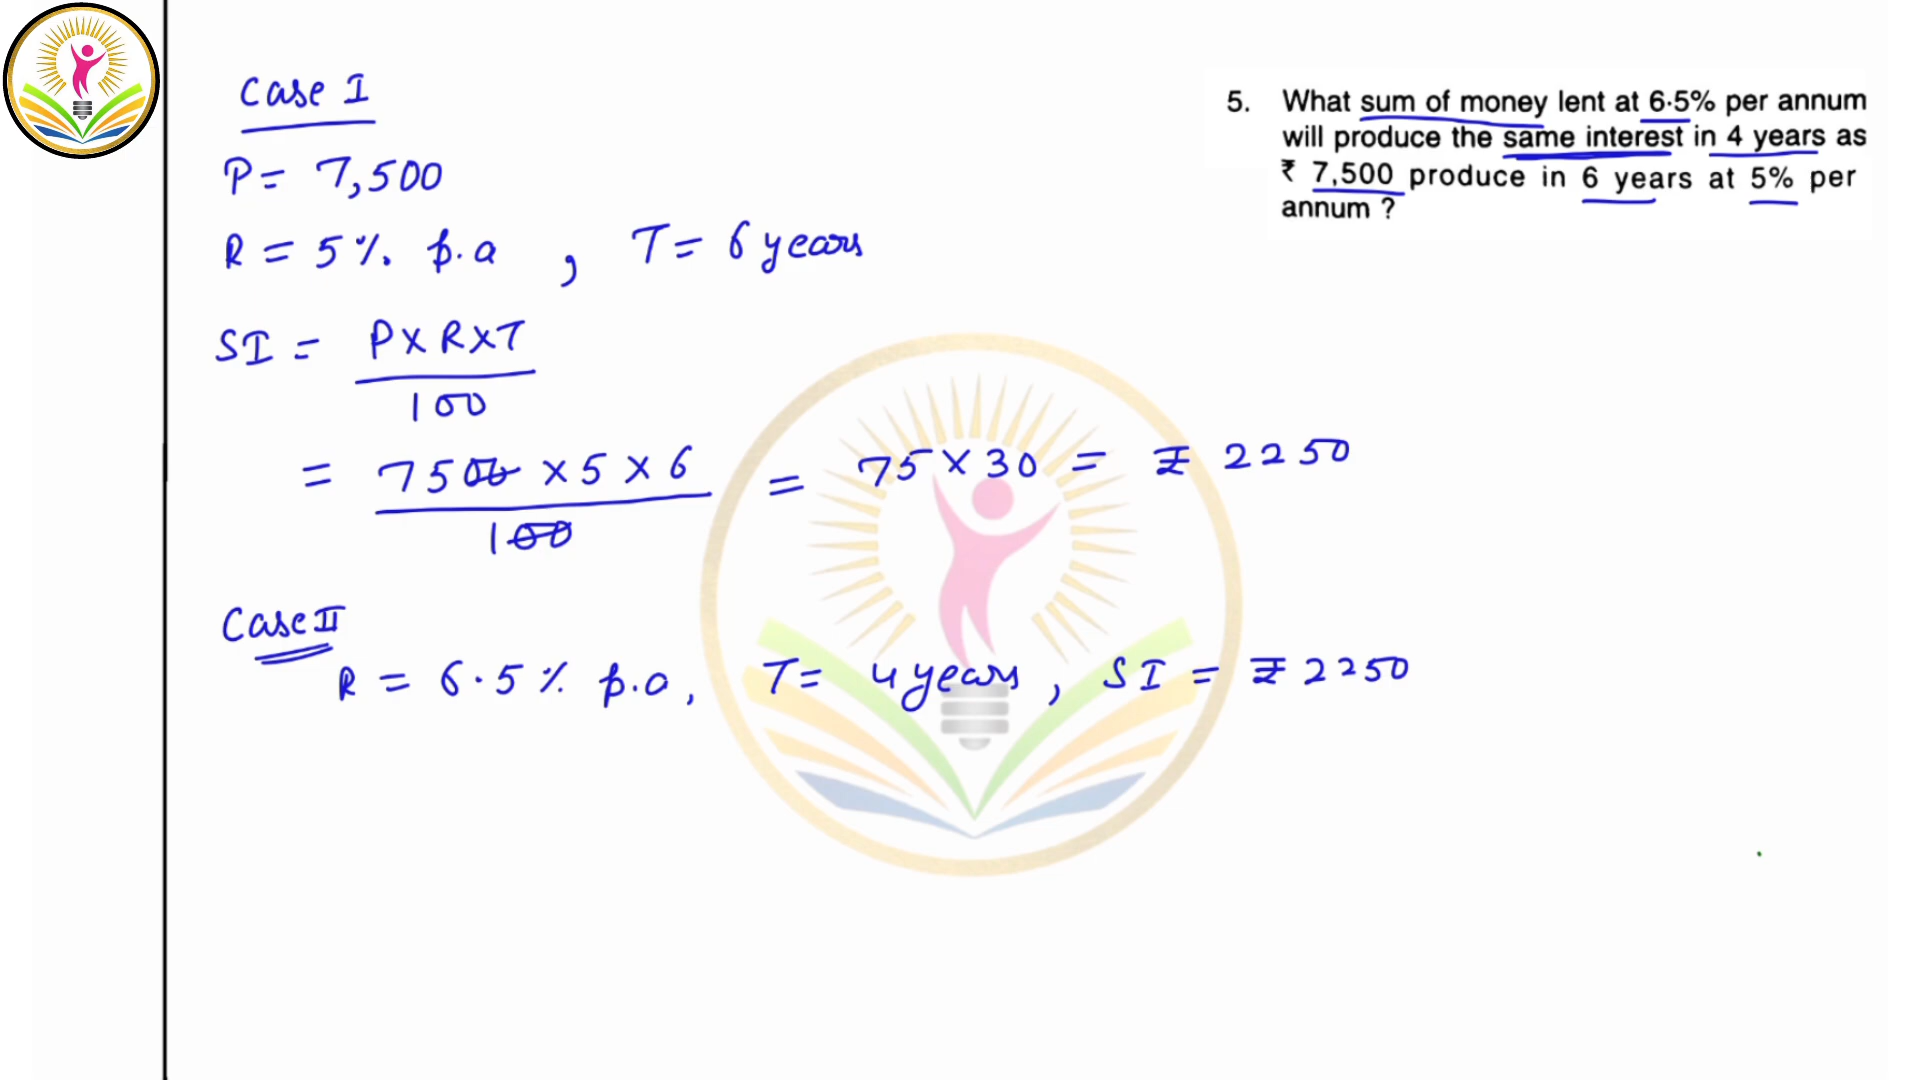 Case I
P = 7,500
R = 5% p.a , T = 6 years
SI = P X R X T
100
= 7500 X 5 X 6 = 75 X 30 = ₹ 2250
100
Case II
R = 6.5% p.a, T = 4 years, SI = ₹ 2250
5. What sum of money lent at 6·5% per annum
will produce the same interest in 4 years as
₹ 7,500 produce in 6 years at 5% per
annum ?